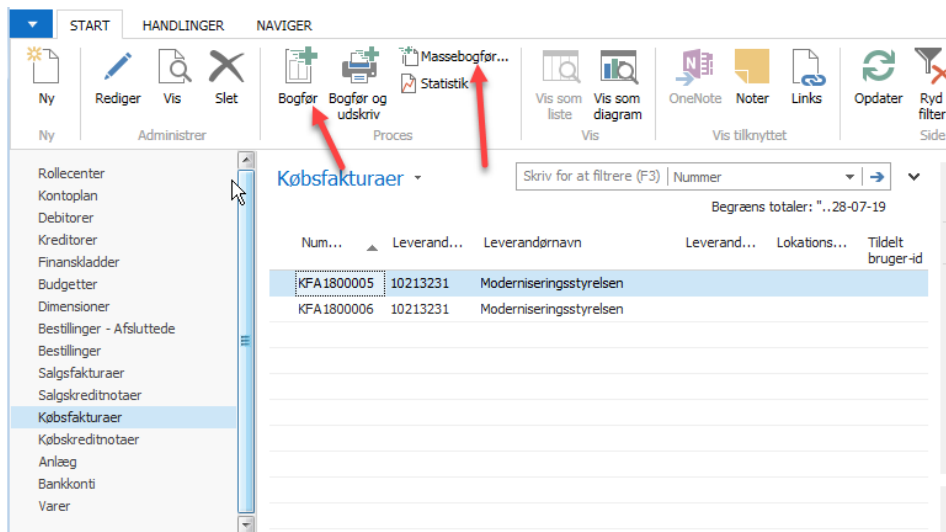 START HANDLINGER NAVIGER
Ny Rediger Vis Slet Bogfør Bogfør og udskriv Massebogfør... Statistik Vis som liste Vis som diagram OneNote Noter Links Opdater Ryd filter
Ny Administrer Proces Vis Vis tilknyttet Side
Rollecenter
Kontoplan
Debitorer
Kreditorer
Finanskladder
Budgetter
Dimensioner
Bestillinger - Afsluttede
Bestillinger
Salgsfakturaer
Salgskreditnotaer
Købsfakturaer
Købskreditnotaer
Anlæg
Bankkonti
Varer
Købsfakturaer Skriv for at filtrere (F3) Nummer
Begræns totaler: "..28-07-19
Num... Leverand... Leverandørnavn Leverand... Lokations... Tildelt bruger-id
KFA1800005 10213231 Moderniseringsstyrelsen
KFA1800006 10213231 Moderniseringsstyrelsen